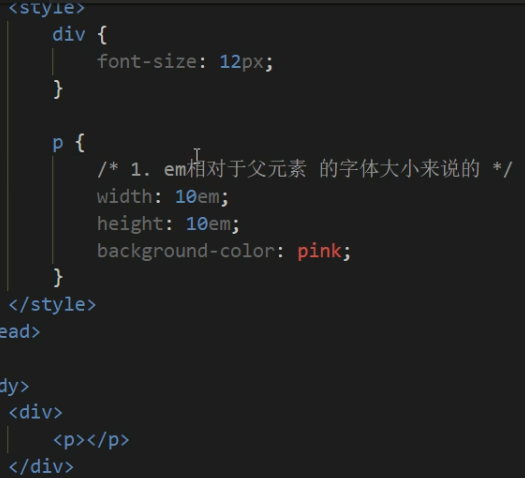 <style>
div {
font-size: 12px;
}
p {
/* 1. em相对于父元素 的字体大小来说的 */
width: 10em;
height: 10em;
background-color: pink;
}
</style>
ead>
dy>
<div>
<p></p>
</div>